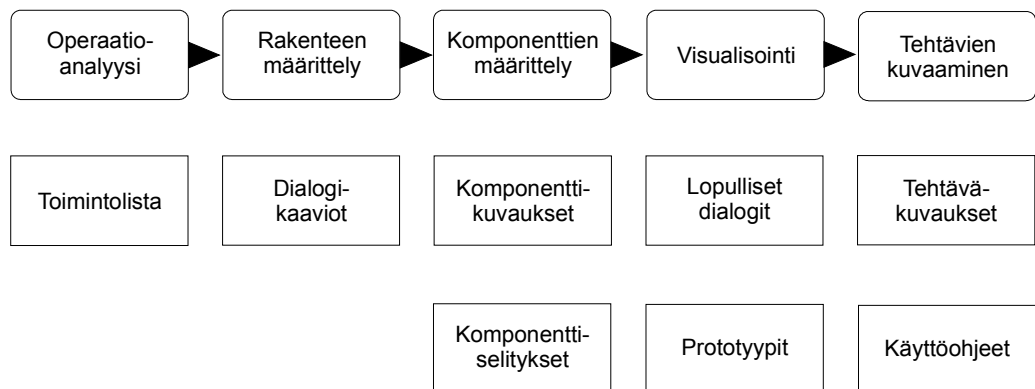 Operaatio-
analyysi
Rakenteen
määrittely
Komponenttien
määrittely
Visualisointi
Tehtävien
kuvaaminen
Toimintolista
Dialogi-
kaaviot
Komponentti-
kuvaukset
Lopulliset
dialogit
Tehtävä-
kuvaukset
Komponentti-
selitykset
Prototyypit
Käyttöohjeet